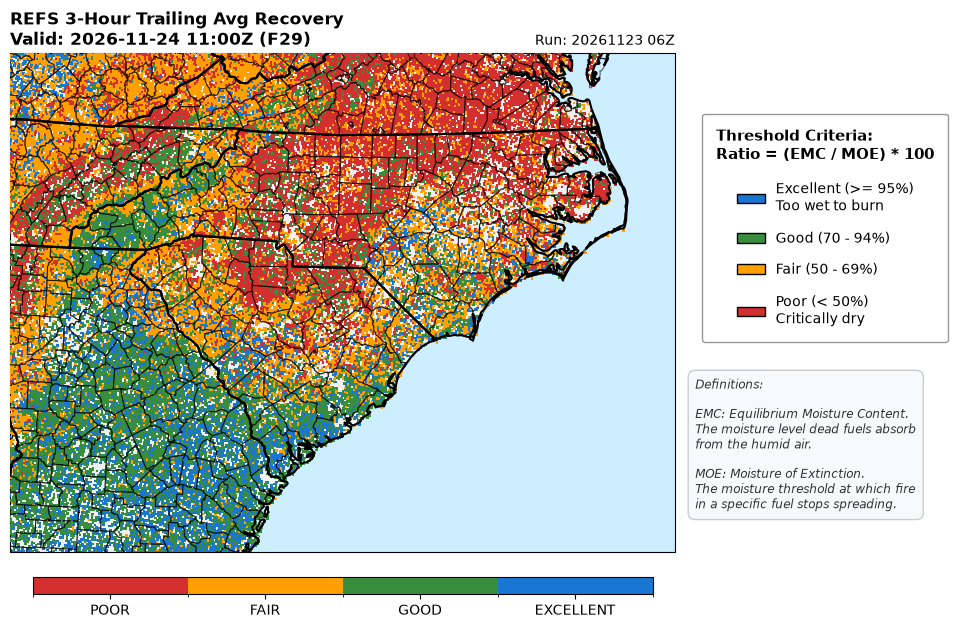 REFS 3-Hour Trailing Avg Recovery
Valid: 2026-11-24 11:00Z (F29)
Run: 20261123 06Z
Threshold Criteria:
Ratio = (EMC / MOE) * 100
Excellent (>= 95%)
Too wet to burn
Good (70 - 94%)
Fair (50 - 69%)
Poor (< 50%)
Critically dry
Definitions:
EMC: Equilibrium Moisture Content.
The moisture level dead fuels absorb
from the humid air.
MOE: Moisture of Extinction.
The moisture threshold at which fire
in a specific fuel stops spreading.
POOR
FAIR
GOOD
EXCELLENT